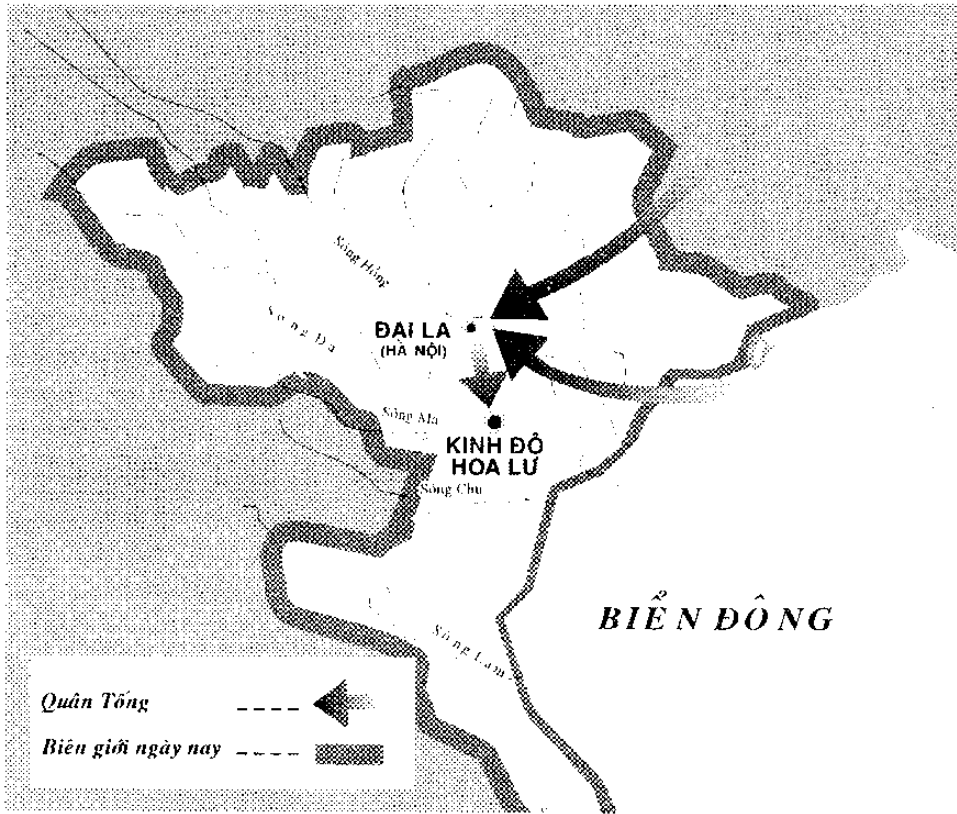 Sông Hồng
Sông Đà
ĐẠI LA
(HÀ NỘI)
Sông Mã
KINH ĐÔ
HOA LƯ
Sông Chu
BIỂN ĐÔNG
Sông Lam
Quân Tống
Biên giới ngày nay